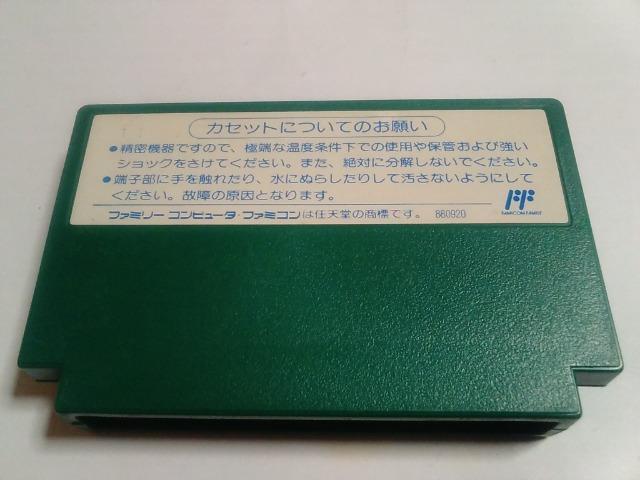 カセットについてのお願い
●精密機器ですので、極端な温度条件下での使用や保管および強い
ショックをさけてください。また、絶対に分解しないでください。
●端子部に手を触れたり、水にぬらしたりして汚さないようにして
ください。故障の原因となります。
ファミリー コンピュータ・ファミコンは任天堂の商標です。 860920
FAMICOM FAMILY